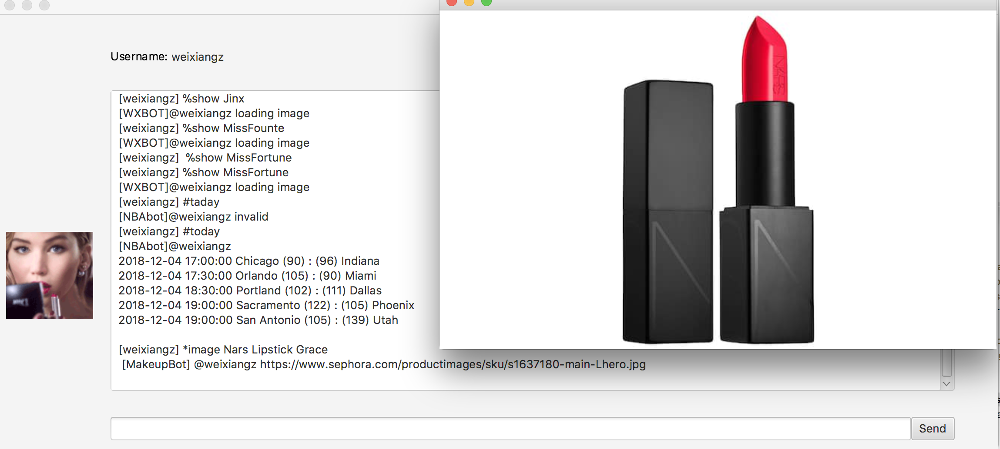 Username: weixiangz
[weixiangz] %show Jinx
[WXBOT]@weixiangz loading image
[weixiangz] %show MissFounte
[WXBOT]@weixiangz loading image
[weixiangz]  %show MissFortune
[weixiangz] %show MissFortune
[WXBOT]@weixiangz loading image
[weixiangz] #taday
[NBAbot]@weixiangz invalid
[weixiangz] #today
[NBAbot]@weixiangz
2018-12-04 17:00:00 Chicago (90) : (96) Indiana
2018-12-04 17:30:00 Orlando (105) : (90) Miami
2018-12-04 18:30:00 Portland (102) : (111) Dallas
2018-12-04 19:00:00 Sacramento (122) : (105) Phoenix
2018-12-04 19:00:00 San Antonio (105) : (139) Utah
[weixiangz] *image Nars Lipstick Grace
[MakeupBot] @weixiangz https://www.sephora.com/productimages/sku/s1637180-main-Lhero.jpg
Send
NARS